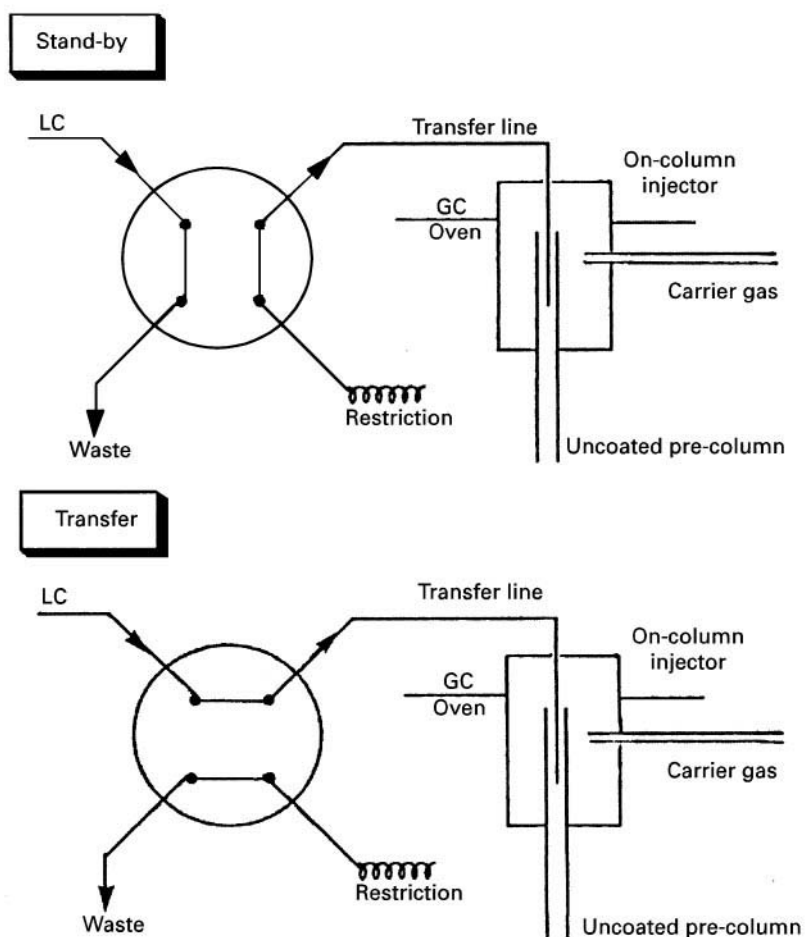 Stand-by
LC
Transfer line
On-column
injector
GC
Oven
Carrier gas
Restriction
Waste
Uncoated pre-column
Transfer
LC
Transfer line
On-column
injector
GC
Oven
Carrier gas
Restriction
Waste
Uncoated pre-column